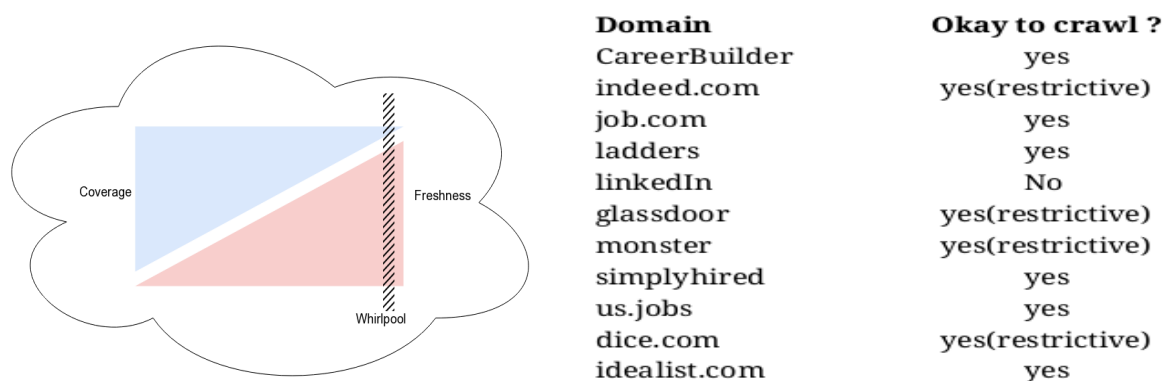 Coverage
Freshness
Whirlpool
Domain Okay to crawl ?
CareerBuilder yes
indeed.com yes(restrictive)
job.com yes
ladders yes
linkedIn No
glassdoor yes(restrictive)
monster yes(restrictive)
simplyhired yes
us.jobs yes
dice.com yes(restrictive)
idealist.com yes